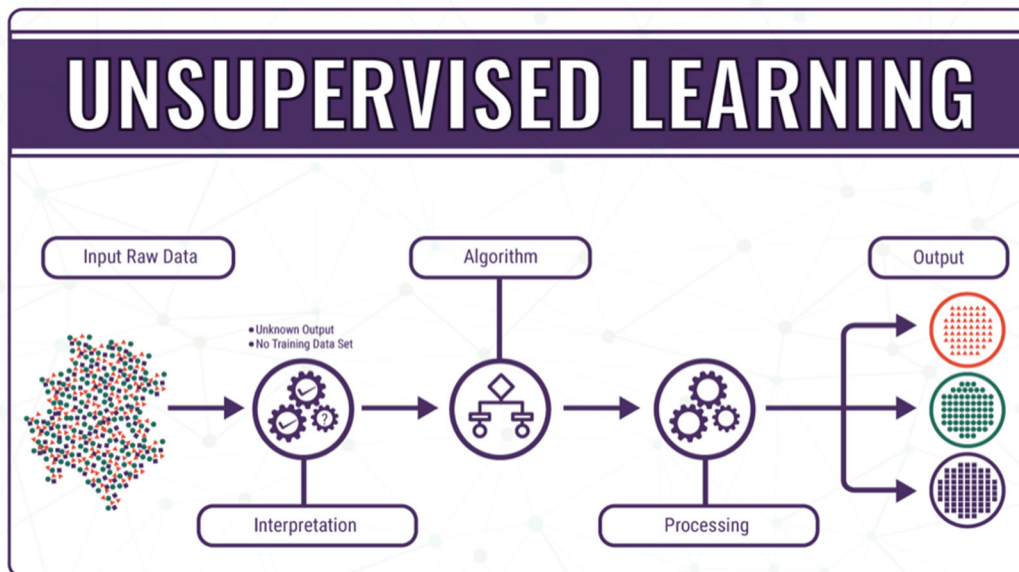 UNSUPERVISED LEARNING
Input Raw Data
Algorithm
Output
• Unknown Output
• No Training Data Set
?
Interpretation
Processing